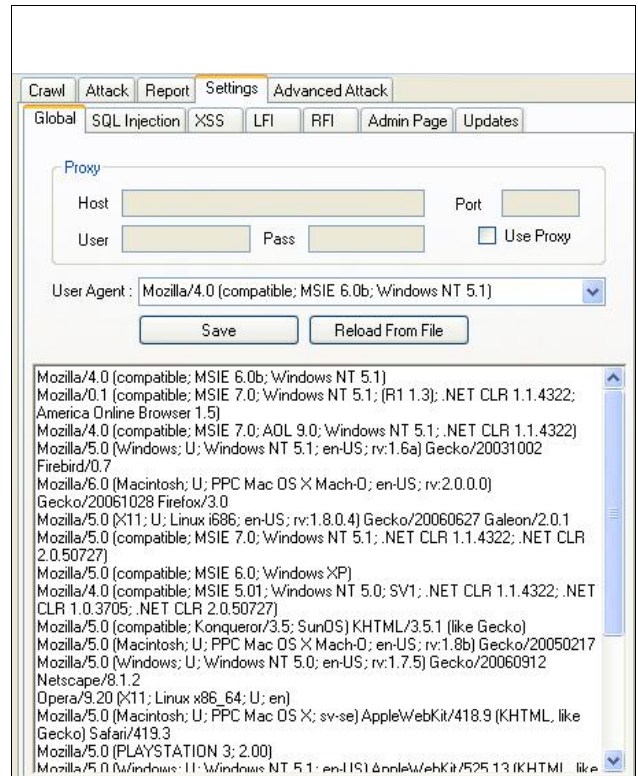 Crawl Attack Report Settings Advanced Attack
Global SQL Injection XSS LFI RFI Admin Page Updates
Proxy
Host Port
User Pass Use Proxy
User Agent : Mozilla/4.0 (compatible; MSIE 6.0b; Windows NT 5.1)
Save Reload From File
Mozilla/4.0 (compatible; MSIE 6.0b; Windows NT 5.1)
Mozilla/0.1 (compatible; MSIE 7.0; Windows NT 5.1; (R1 1.3); .NET CLR 1.1.4322;
America Online Browser 1.5)
Mozilla/4.0 (compatible; MSIE 7.0; AOL 9.0; Windows NT 5.1; .NET CLR 1.1.4322)
Mozilla/5.0 (Windows; U; Windows NT 5.1; en-US; rv:1.6a) Gecko/20031002
Firebird/0.7
Mozilla/6.0 (Macintosh; U; PPC Mac OS X Mach-O; en-US; rv:2.0.0.0)
Gecko/20061028 Firefox/3.0
Mozilla/5.0 (X11; U; Linux i686; en-US; rv:1.8.0.4) Gecko/20060627 Galeon/2.0.1
Mozilla/5.0 (compatible; MSIE 7.0; Windows NT 5.1; .NET CLR 1.1.4322; .NET CLR
2.0.50727)
Mozilla/5.0 (compatible; MSIE 6.0; Windows XP)
Mozilla/4.0 (compatible; MSIE 5.01; Windows NT 5.0; SV1; .NET CLR 1.1.4322; .NET
CLR 1.0.3705; .NET CLR 2.0.50727)
Mozilla/5.0 (compatible; Konqueror/3.5; SunOS) KHTML/3.5.1 (like Gecko)
Mozilla/5.0 (Macintosh; U; PPC Mac OS X Mach-O; en-US; rv:1.8b) Gecko/20050217
Mozilla/5.0 (Windows; U; Windows NT 5.0; en-US; rv:1.7.5) Gecko/20060912
Netscape/8.1.2
Opera/9.20 (X11; Linux x86_64; U; en)
Mozilla/5.0 (Macintosh; U; PPC Mac OS X; sv-se) AppleWebKit/418.9 (KHTML, like
Gecko) Safari/419.3
Mozilla/5.0 (PLAYSTATION 3; 2.00)
Mozilla/5.0 (Windows; U; Windows NT 5.1; en-US) AppleWebKit/525.13 (KHTML, like